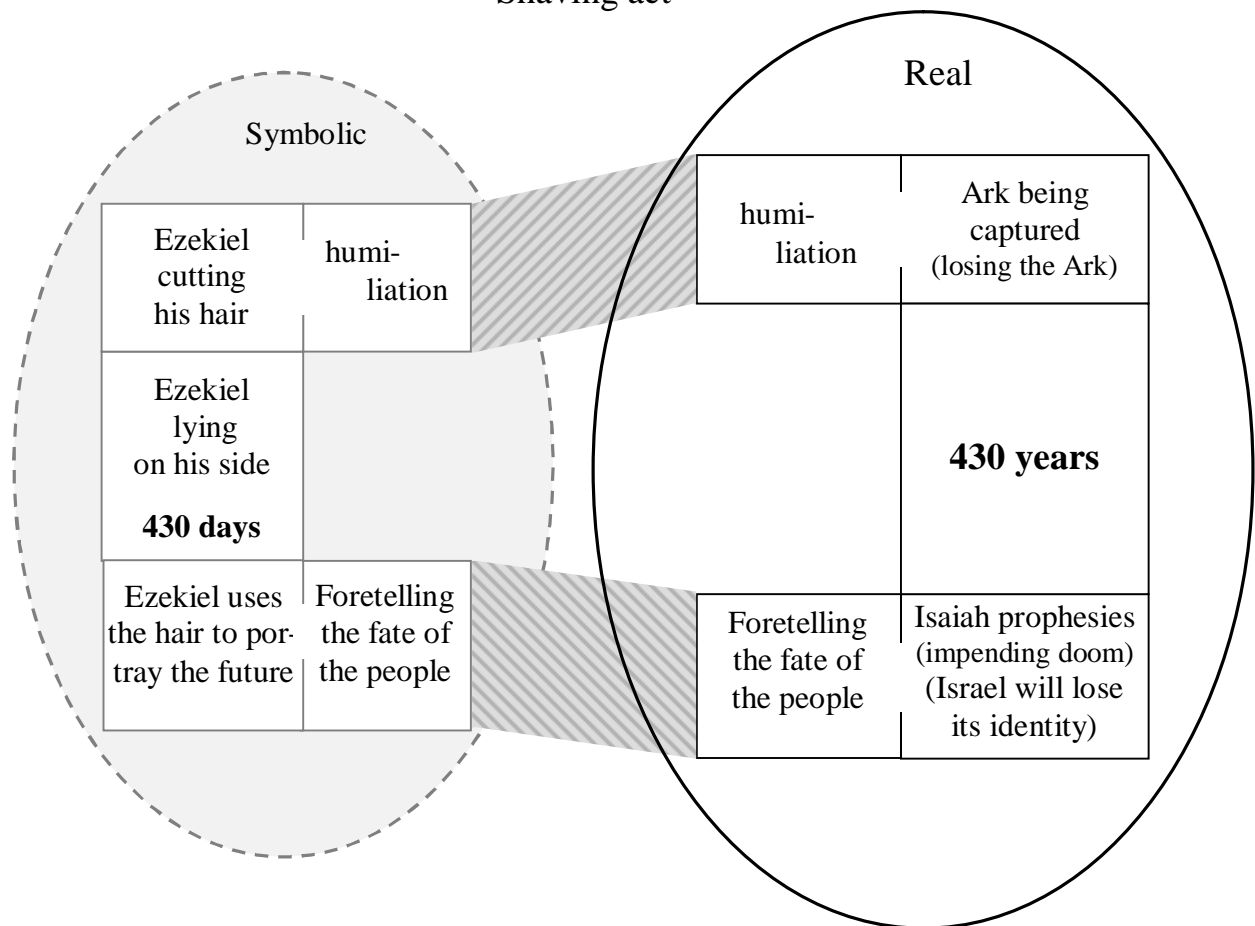 Shaving act
Symbolic
Ezekiel
cutting
his hair
humi-
liation
Ezekiel
lying
on his side
430 days
Ezekiel uses
the hair to por-
tray the future
Foretelling
the fate of
the people
Real
humi-
liation
Ark being
captured
(losing the Ark)
430 years
Foretelling
the fate of
the people
Isaiah prophesies
(impending doom)
(Israel will lose
its identity)